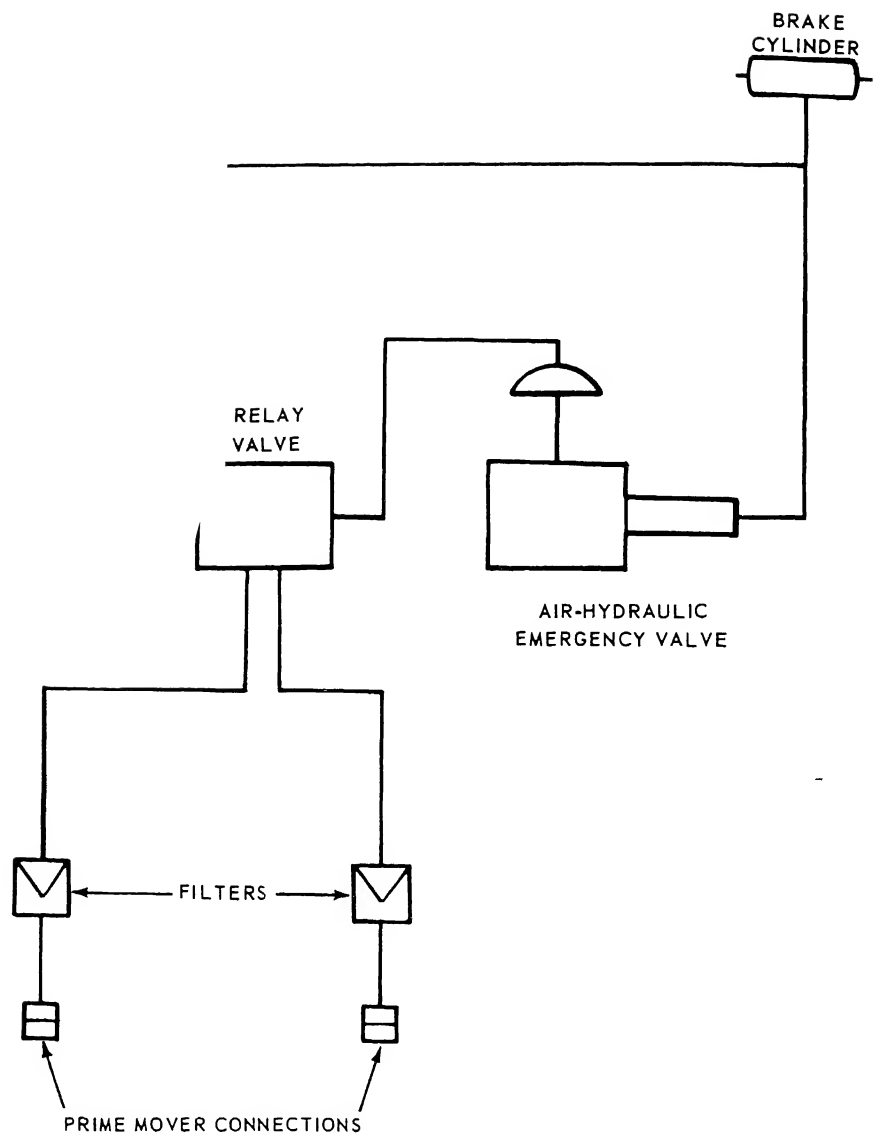 BRAKE
CYLINDER
RELAY
VALVE
AIR-HYDRAULIC
EMERGENCY VALVE
FILTERS
PRIME MOVER CONNECTIONS